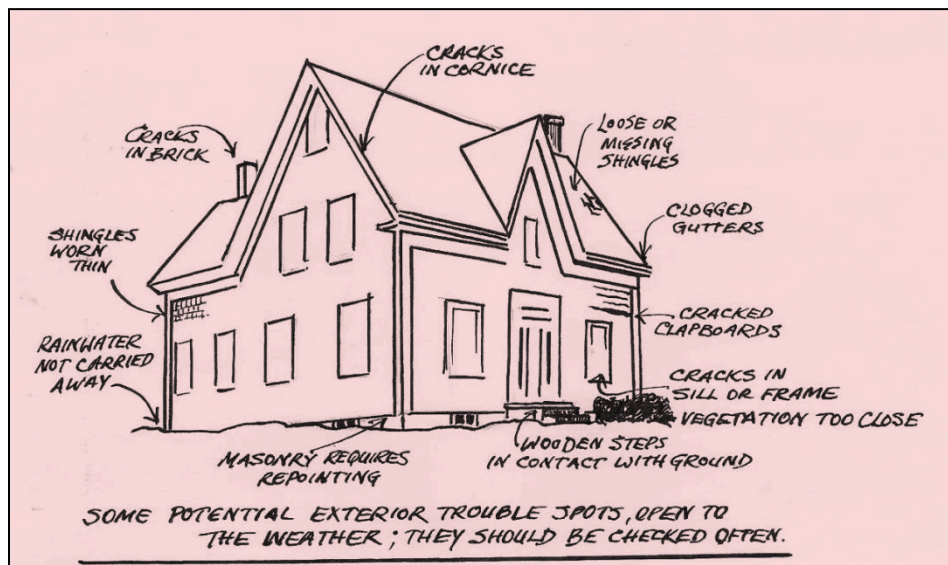 CRACKS
IN CORNICE
CRACKS
IN BRICK
LOOSE OR
MISSING
SHINGLES
CLOGGED
GUTTERS
SHINGLES
WORN
THIN
CRACKED
CLAPBOARDS
RAINWATER
NOT CARRIED
AWAY
CRACKS IN
SILL OR FRAME
VEGETATION TOO CLOSE
WOODEN STEPS
IN CONTACT WITH GROUND
MASONRY REQUIRES
REPOINTING
SOME POTENTIAL EXTERIOR TROUBLE SPOTS, OPEN TO
THE WEATHER; THEY SHOULD BE CHECKED OFTEN.